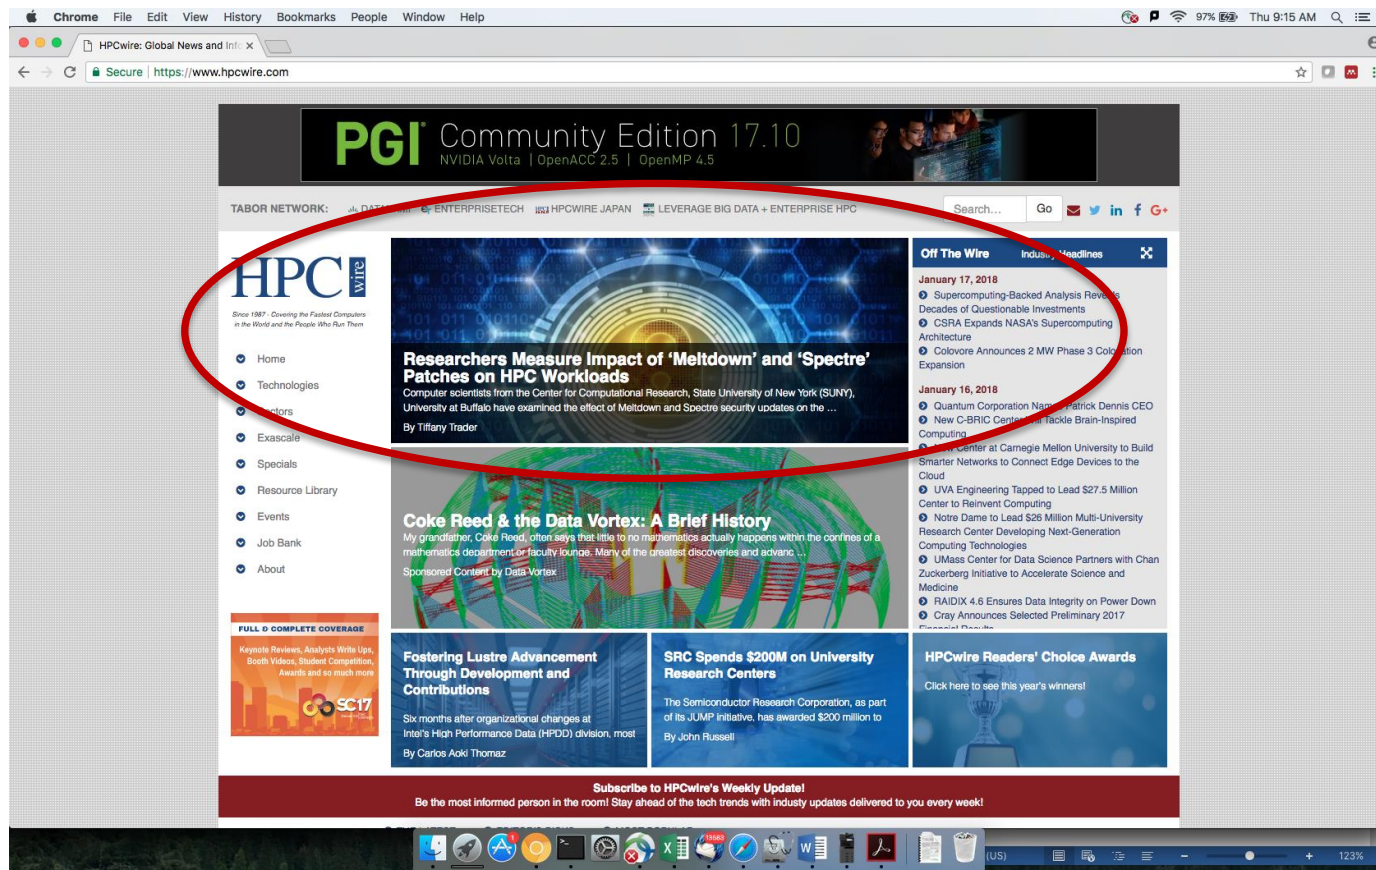 Chrome File Edit View History Bookmarks People Window Help
97% Thu 9:15 AM
HPCwire: Global News and Info
Secure https://www.hpcwire.com
PGI Community Edition 17.10
NVIDIA Volta | OpenACC 2.5 | OpenMP 4.5
TABOR NETWORK: ENTERPRISETECH HPCWIRE JAPAN LEVERAGE BIG DATA + ENTERPRISE HPC
Search... Go
HPC wire
Since 1987 - Covering the Fastest Computers
in the World and the People Who Run Them
Home
Technologies
Sectors
Exascale
Specials
Resource Library
Events
Job Bank
About
FULL & COMPLETE COVERAGE
Keynote Reviews, Analysts Write Ups,
Booth Videos, Student Competition,
Awards and so much more
SC17
Researchers Measure Impact of ‘Meltdown’ and ‘Spectre’
Patches on HPC Workloads
Computer scientists from the Center for Computational Research, State University of New York (SUNY),
University at Buffalo have examined the effect of Meltdown and Spectre security updates on the …
By Tiffany Trader
Coke Reed & the Data Vortex: A Brief History
My grandfather, Coke Reed, often says that little to no mathematics actually happens within the confines of a
mathematics department or faculty lounge. Many of the greatest discoveries and advanc …
Sponsored Content by Data Vortex
Fostering Lustre Advancement
Through Development and
Contributions
Six months after organizational changes at
Intel's High Performance Data (HPDD) division, most
By Carlos Aoki Thomaz
SRC Spends $200M on University
Research Centers
The Semiconductor Research Corporation, as part
of its JUMP initiative, has awarded $200 million to
By John Russell
HPCwire Readers' Choice Awards
Click here to see this year's winners!
Off The Wire Industry Headlines
January 17, 2018
Supercomputing-Backed Analysis Reveals
Decades of Questionable Investments
CSRA Expands NASA's Supercomputing
Architecture
Colovore Announces 2 MW Phase 3 Colocation
Expansion
January 16, 2018
Quantum Corporation Names Patrick Dennis CEO
New C-BRIC Center Will Tackle Brain-Inspired
Computing
New Center at Carnegie Mellon University to Build
Smarter Networks to Connect Edge Devices to the
Cloud
UVA Engineering Tapped to Lead $27.5 Million
Center to Reinvent Computing
Notre Dame to Lead $26 Million Multi-University
Research Center Developing Next-Generation
Computing Technologies
UMass Center for Data Science Partners with Chan
Zuckerberg Initiative to Accelerate Science and
Medicine
RAIDIX 4.6 Ensures Data Integrity on Power Down
Cray Announces Selected Preliminary 2017
Financial Results
Subscribe to HPCwire's Weekly Update!
Be the most informed person in the room! Stay ahead of the tech trends with industy updates delivered to you every week!
(US) 123%